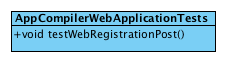 AppCompilerWebApplicationTests
+void testWebRegistrationPost()